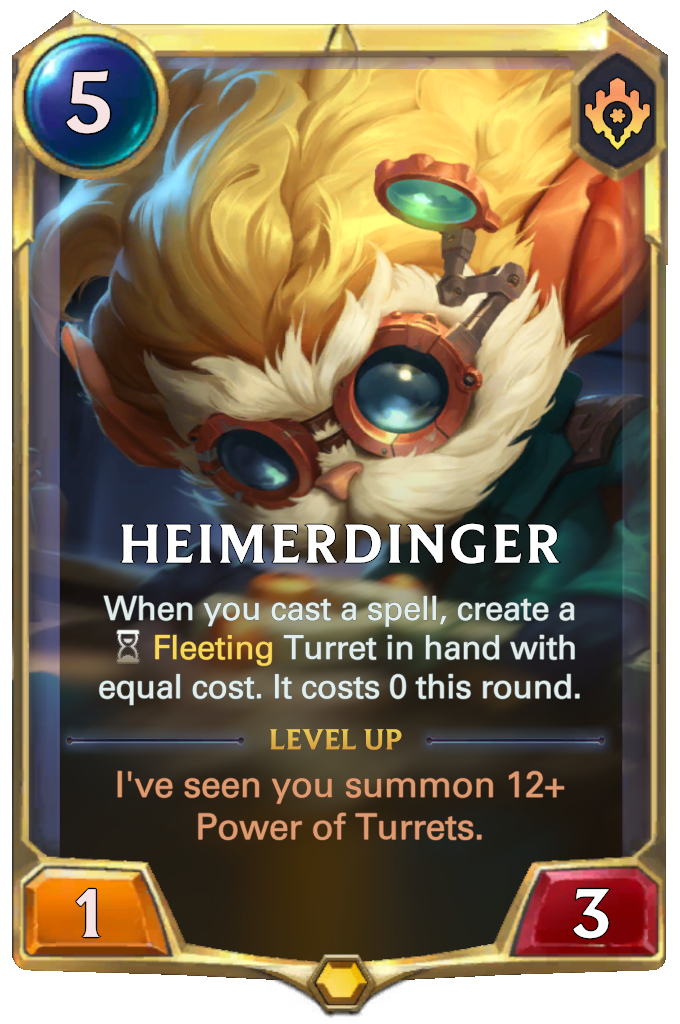 5
HEIMERDINGER
When you cast a spell, create a
Fleeting Turret in hand with
equal cost. It costs 0 this round.
LEVEL UP
I've seen you summon 12+
Power of Turrets.
1
3